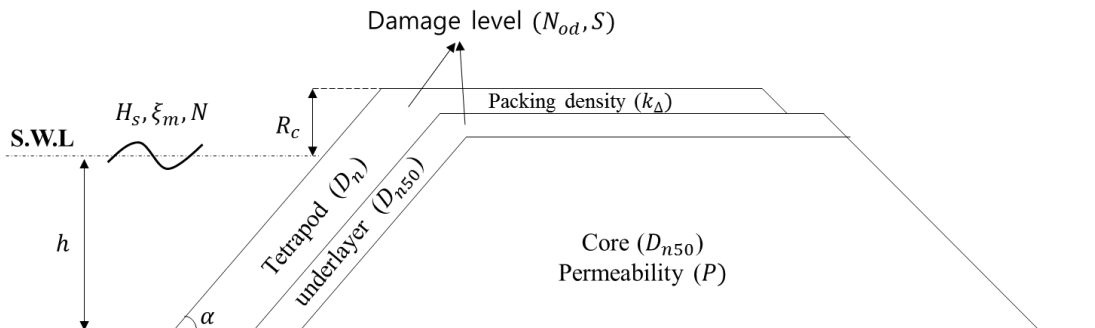 Damage level (N_od, S)
H_s, ξ_m, N
R_c
Packing density (k_Δ)
S.W.L
h
Tetrapod (D_n)
underlayer (D_n50)
Core (D_n50)
Permeability (P)
α